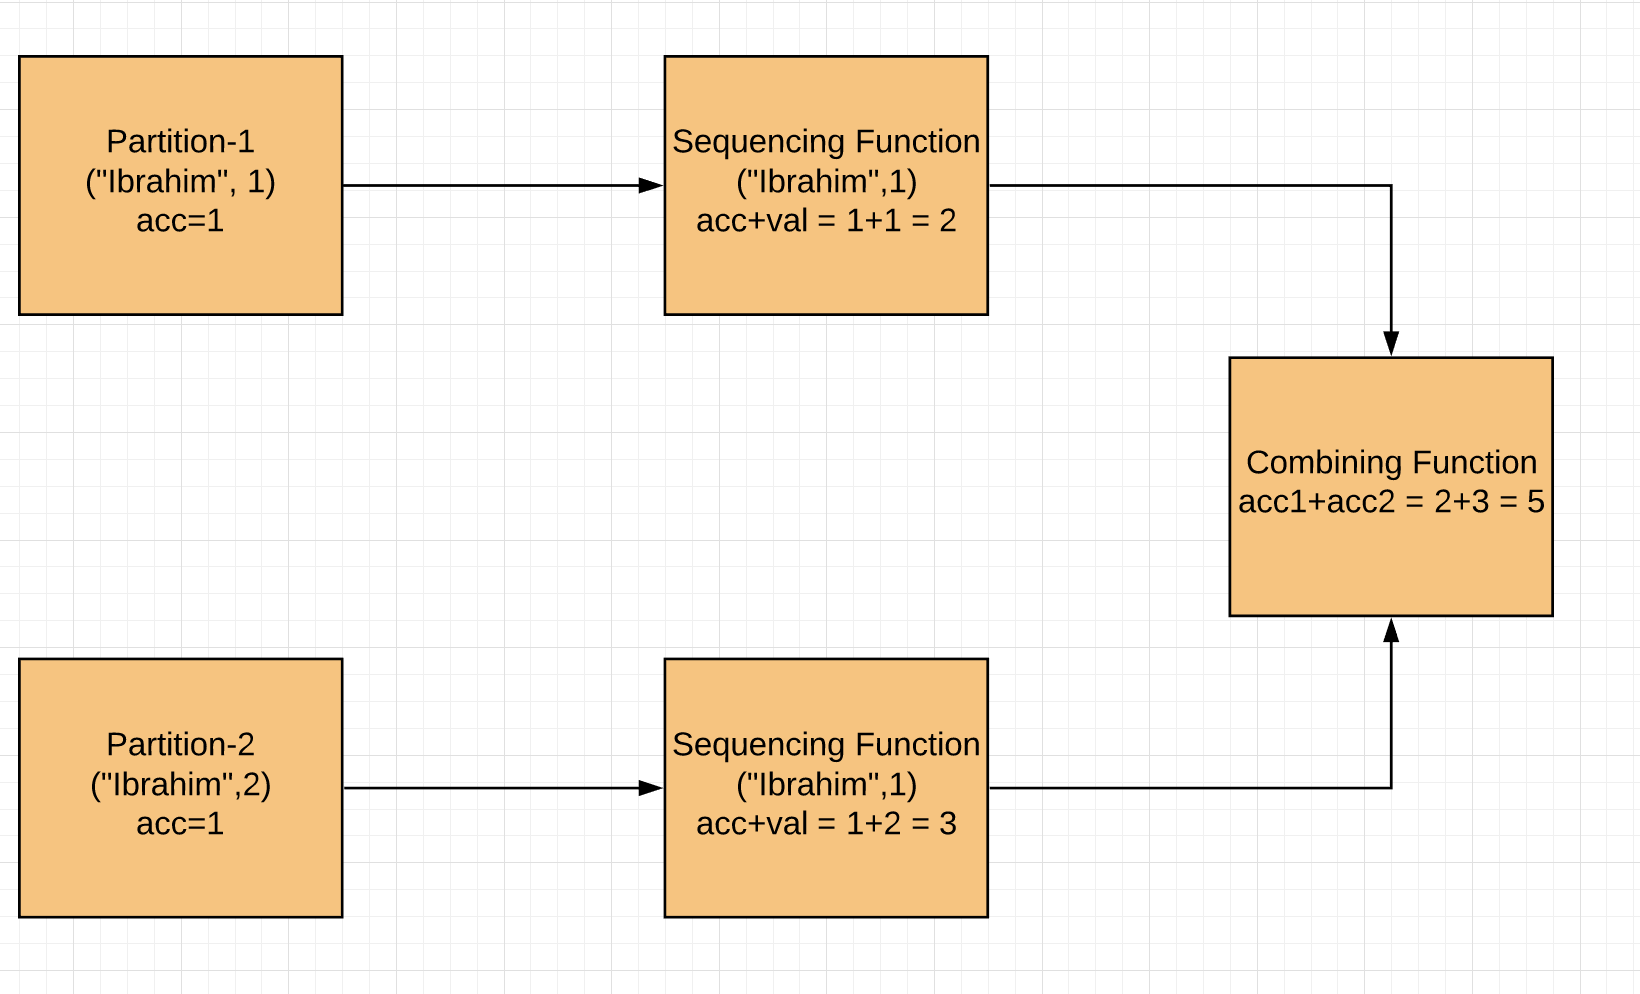 Partition-1
("Ibrahim", 1)
acc=1
Sequencing Function
("Ibrahim",1)
acc+val = 1+1 = 2
Combining Function
acc1+acc2 = 2+3 = 5
Partition-2
("Ibrahim",2)
acc=1
Sequencing Function
("Ibrahim",1)
acc+val = 1+2 = 3